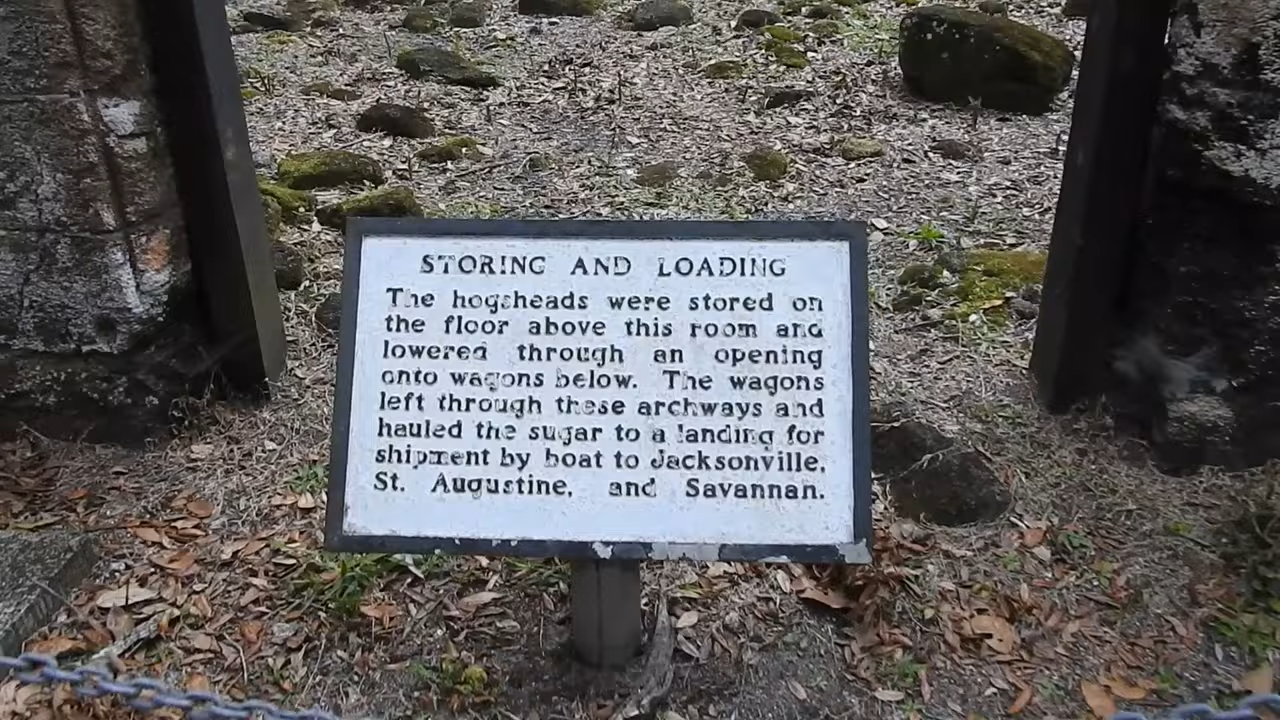 STORING AND LOADING
The hogsheads were stored on
the floor above this room and
lowered through an opening
onto wagons below. The wagons
left through these archways and
hauled the sugar to a landing for
shipment by boat to Jacksonville,
St. Augustine, and Savannah.